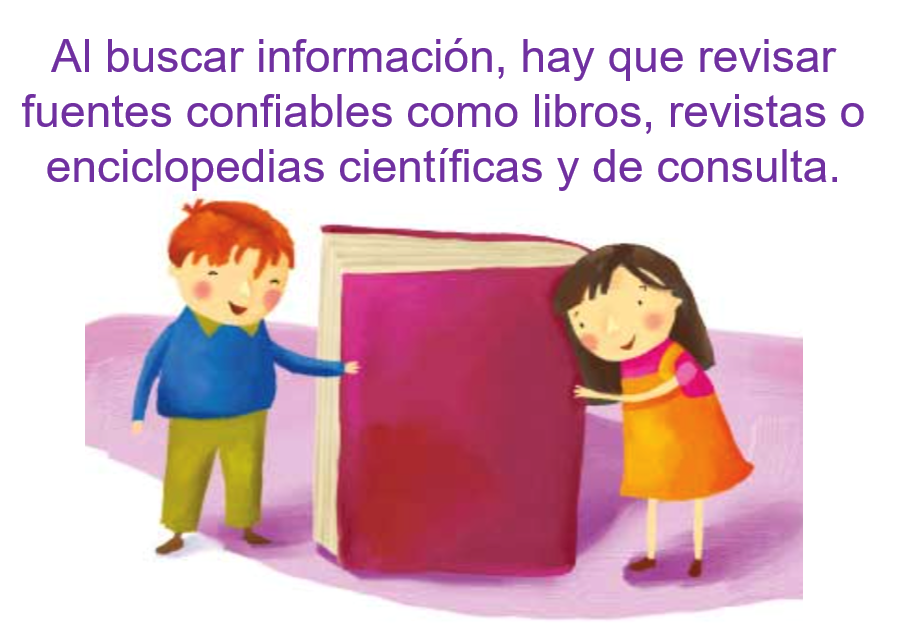 Al buscar información, hay que revisar
fuentes confiables como libros, revistas o
enciclopedias científicas y de consulta.